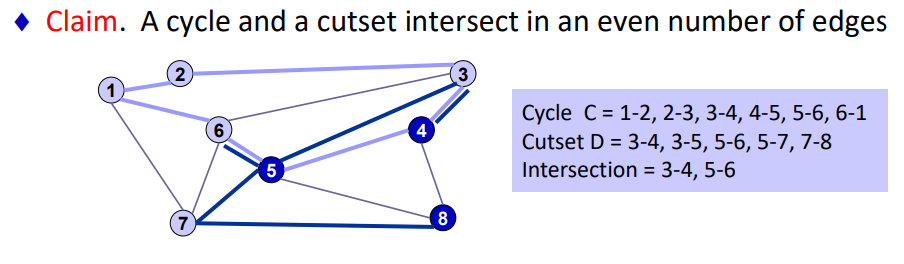 ♦ Claim. A cycle and a cutset intersect in an even number of edges
2
3
1
6
4
5
7
8
Cycle C = 1-2, 2-3, 3-4, 4-5, 5-6, 6-1
Cutset D = 3-4, 3-5, 5-6, 5-7, 7-8
Intersection = 3-4, 5-6